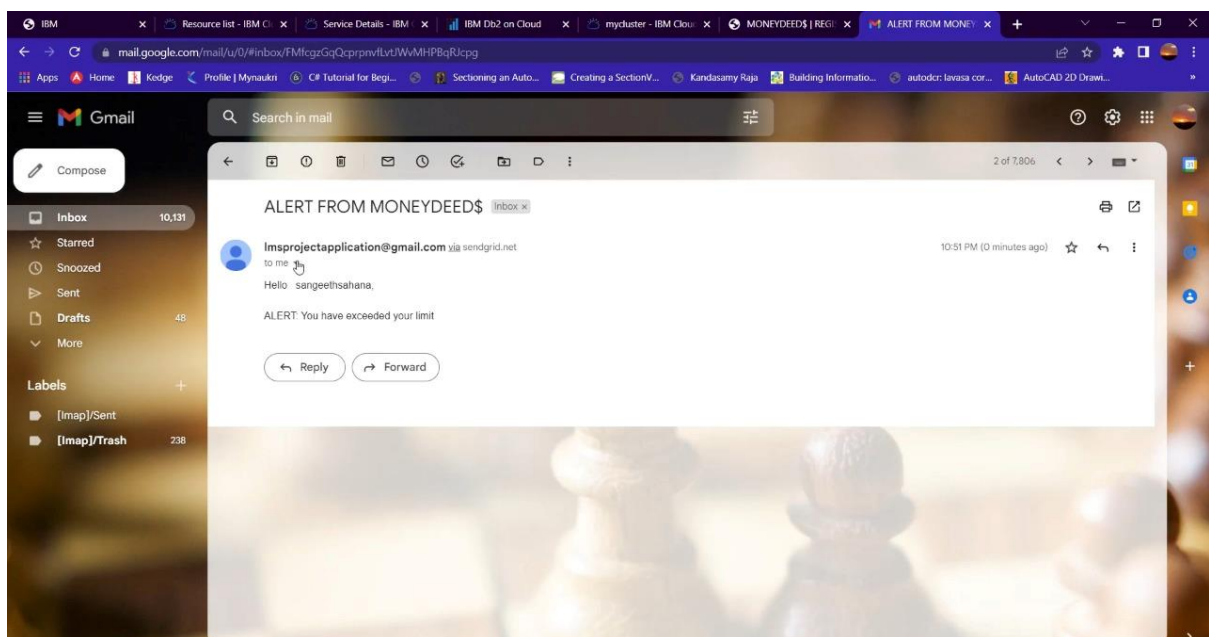 IBM
Resource list - IBM Cl
Service Details - IBM
IBM Db2 on Cloud
mycluster - IBM Clou
MONEYDEED$ | REGI
ALERT FROM MONEY
mail.google.com/mail/u/0/#inbox/FMfcgzGqQcprpnvfLvtJWvMHPBqRJcpg
Apps
Home
Kedge
Profile | Mynaukri
C# Tutorial for Begi...
Sectioning an Auto...
Creating a SectionV...
Kandasamy Raja
Building Informatio...
autodcr: lavasa cor...
AutoCAD 2D Drawi...
Gmail
Search in mail
Compose
2 of 7,806
Inbox 10,131
Starred
Snoozed
Sent
Drafts 48
More
Labels
[Imap]/Sent
[Imap]/Trash 238
ALERT FROM MONEYDEED$ Inbox ×
lmsprojectapplication@gmail.com via sendgrid.net
10:51 PM (0 minutes ago)
to me
Hello sangeethsahana,
ALERT: You have exceeded your limit
Reply
Forward